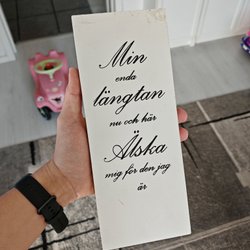 Min
enda
längtan
nu och här
Älska
mig för den jag
är